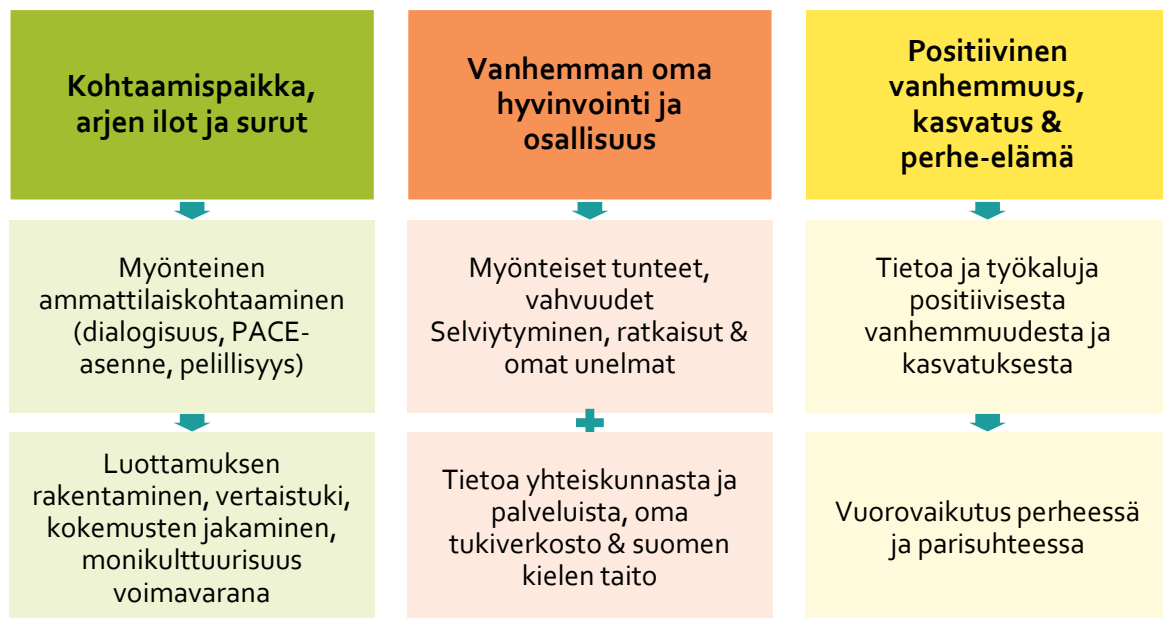 Kohtaamispaikka,
arjen ilot ja surut
Myönteinen
ammattilaiskohtaaminen
(dialogisuus, PACE-
asenne, pelillisyys)
Luottamuksen
rakentaminen, vertaistuki,
kokemusten jakaminen,
monikulttuurisuus
voimavarana
Vanhemman oma
hyvinvointi ja
osallisuus
Myönteiset tunteet,
vahvuudet
Selviytyminen, ratkaisut &
omat unelmat
Tietoa yhteiskunnasta ja
palveluista, oma
tukiverkosto & suomen
kielen taito
Positiivinen
vanhemmuus,
kasvatus &
perhe-elämä
Tietoa ja työkaluja
positiivisesta
vanhemmuudesta ja
kasvatuksesta
Vuorovaikutus perheessä
ja parisuhteessa